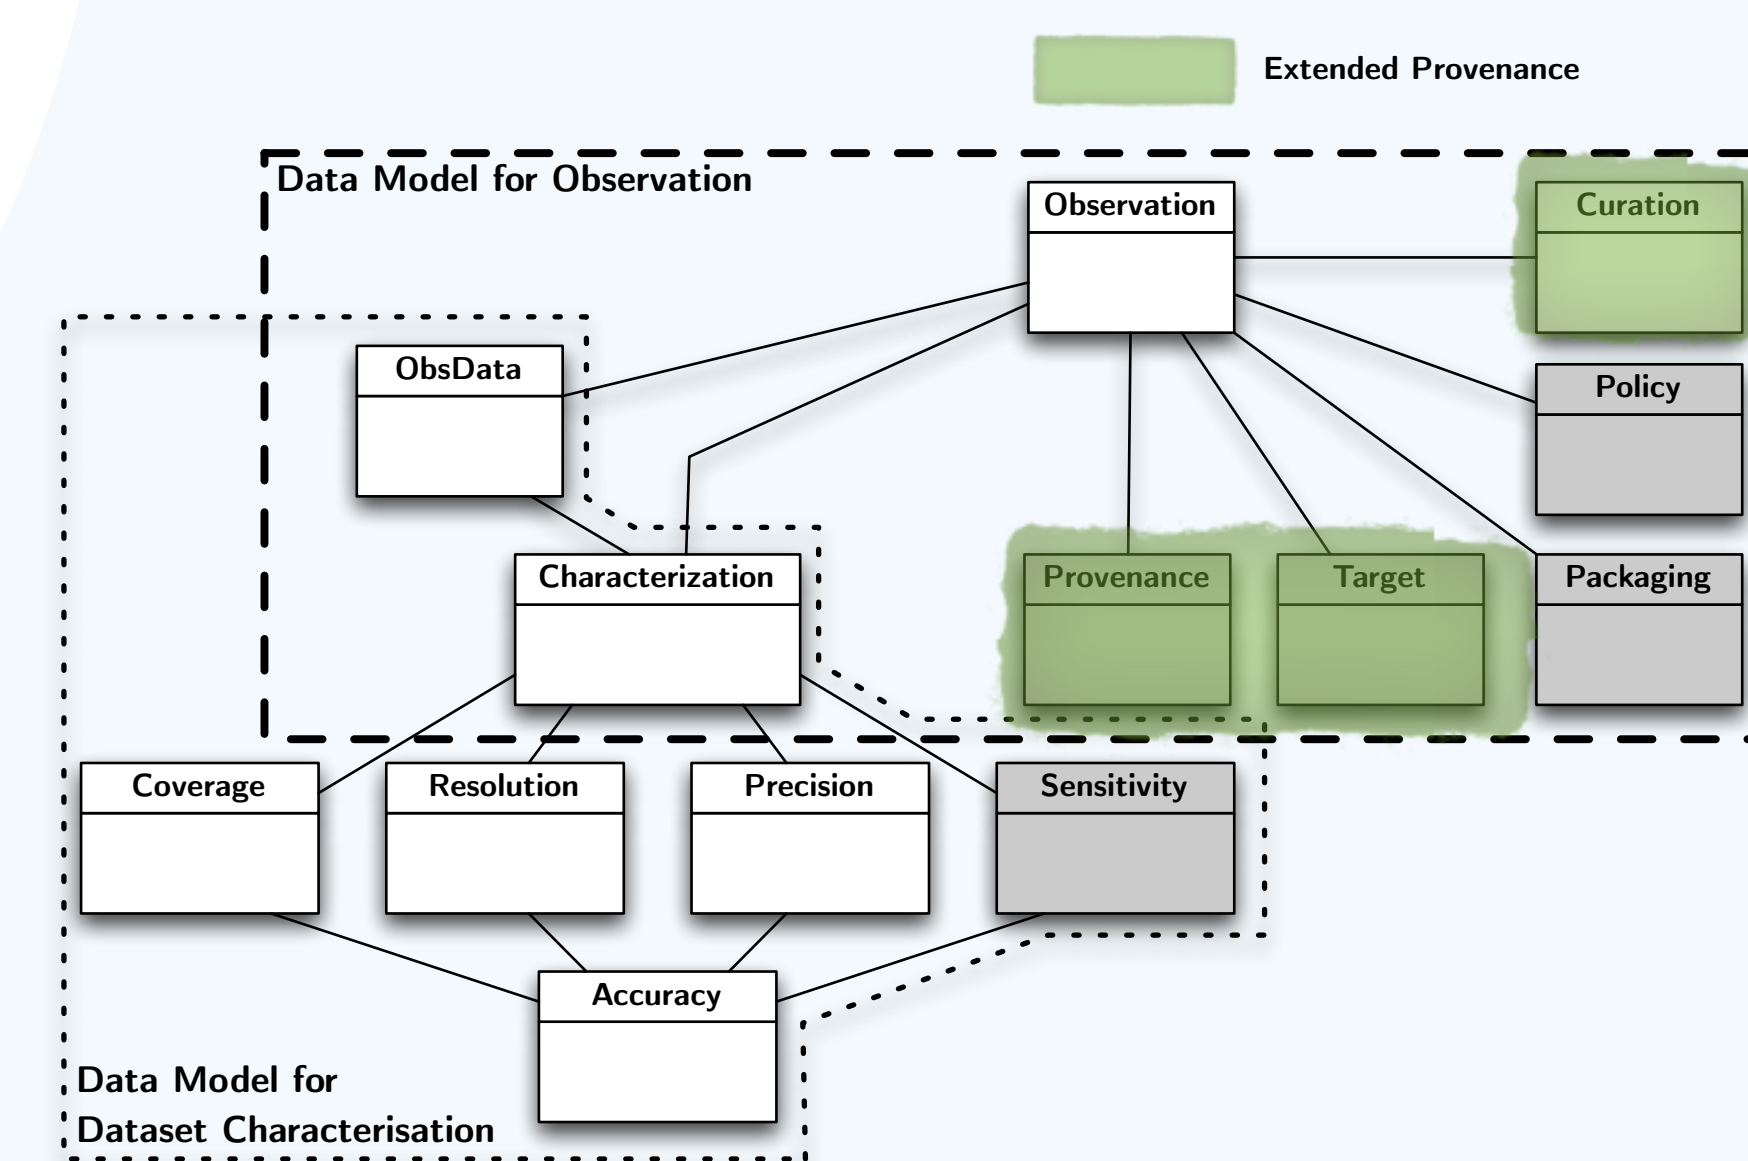 Extended Provenance
Data Model for Observation
Observation
Curation
ObsData
Policy
Characterization
Provenance
Target
Packaging
Coverage
Resolution
Precision
Sensitivity
Accuracy
Data Model for
Dataset Characterisation